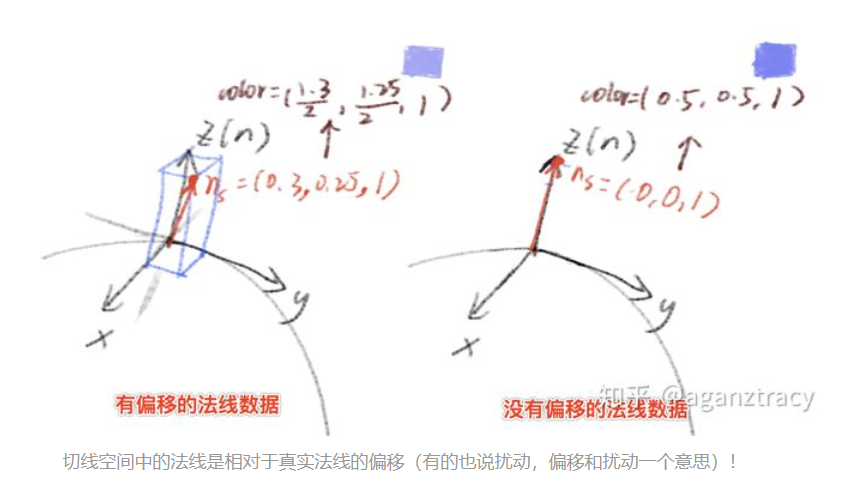 color=(1.3/2, 1.25/2, 1)
Z(n)
ns=(0.3,0.25,1)
x
y
有偏移的法线数据
color=(0.5,0.5,1)
Z(n)
ns=(0,0,1)
x
y
没有偏移的法线数据
知乎 @aganztracy
切线空间中的法线是相对于真实法线的偏移(有的也说扰动,偏移和扰动一个意思)!